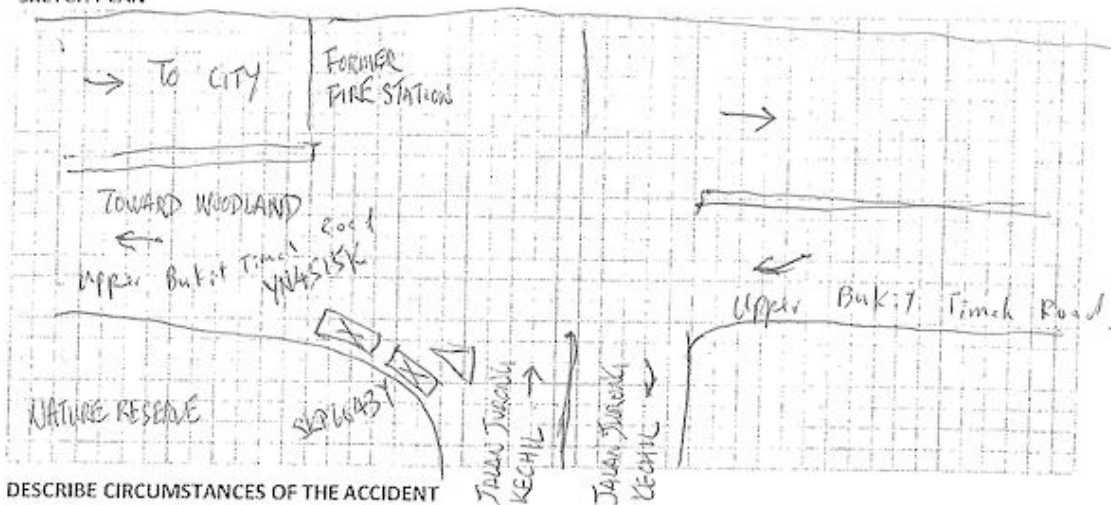 SKETCH PLAN
TO CITY
FORMER
FIRE STATION
TOWARD WOODLAND
Upper Bukit Timah Road
YN4515K
Upper Bukit Timah Road.
NATURE RESERVE
JALAN JURONG
KECHIL
JALAN JURONG
KECHIL
DESCRIBE CIRCUMSTANCES OF THE ACCIDENT